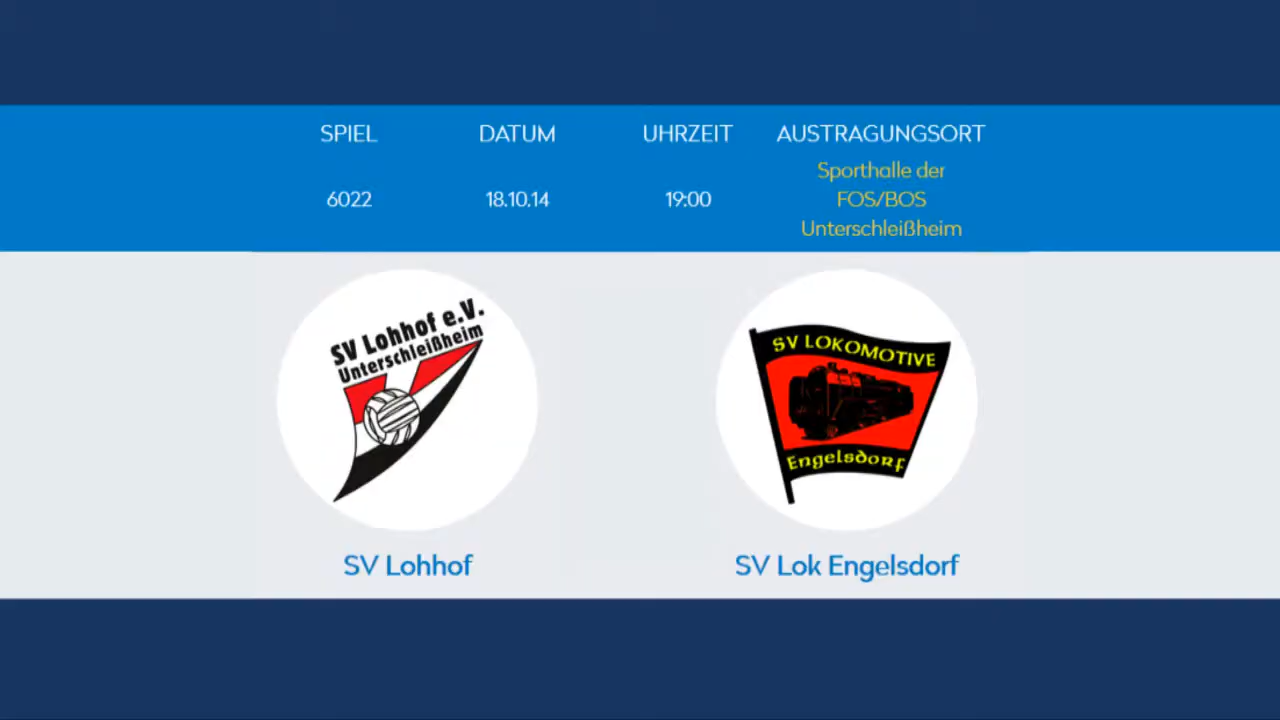 SPIEL DATUM UHRZEIT AUSTRAGUNGSORT
6022 18.10.14 19:00 Sporthalle der
FOS/BOS
Unterschleißheim
SV Lohhof e.V.
Unterschleißheim
SV LOKOMOTIVE
Engelsdorf
SV Lohhof
SV Lok Engelsdorf